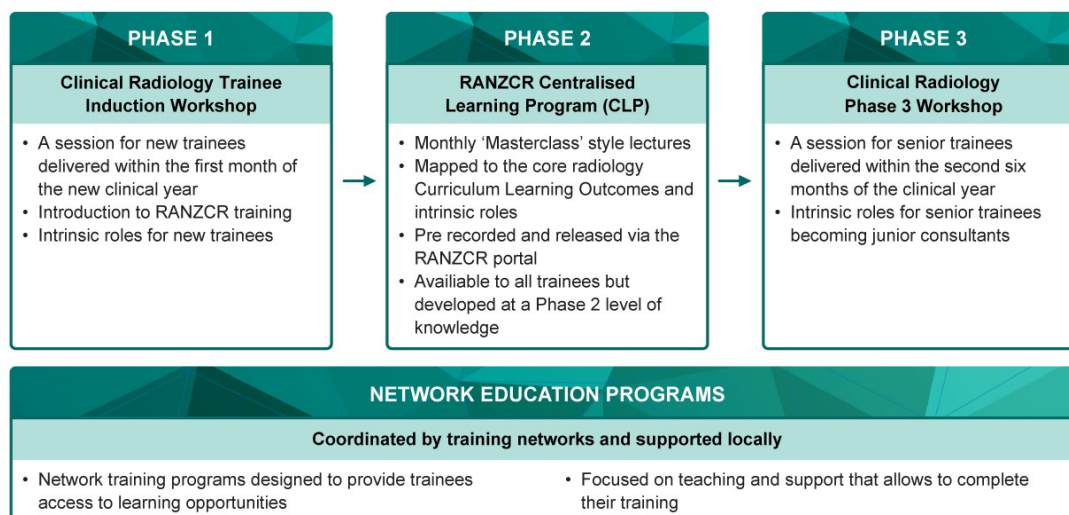 PHASE 1
Clinical Radiology Trainee
Induction Workshop
• A session for new trainees
delivered within the first month of
the new clinical year
• Introduction to RANZCR training
• Intrinsic roles for new trainees
PHASE 2
RANZCR Centralised
Learning Program (CLP)
• Monthly ‘Masterclass’ style lectures
• Mapped to the core radiology
Curriculum Learning Outcomes and
intrinsic roles
• Pre recorded and released via the
RANZCR portal
• Availiable to all trainees but
developed at a Phase 2 level of
knowledge
PHASE 3
Clinical Radiology
Phase 3 Workshop
• A session for senior trainees
delivered within the second six
months of the clinical year
• Intrinsic roles for senior trainees
becoming junior consultants
NETWORK EDUCATION PROGRAMS
Coordinated by training networks and supported locally
• Network training programs designed to provide trainees
access to learning opportunities
• Focused on teaching and support that allows to complete
their training